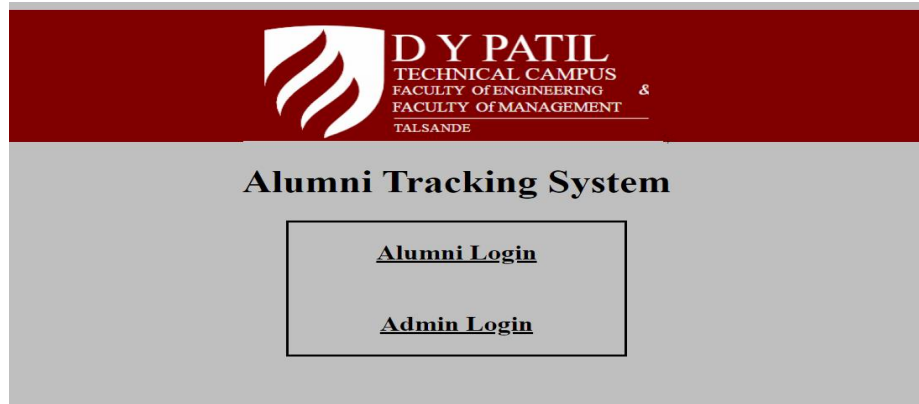 D Y PATIL
TECHNICAL CAMPUS
FACULTY Of ENGINEERING &
FACULTY Of MANAGEMENT
TALSANDE
Alumni Tracking System
Alumni Login
Admin Login